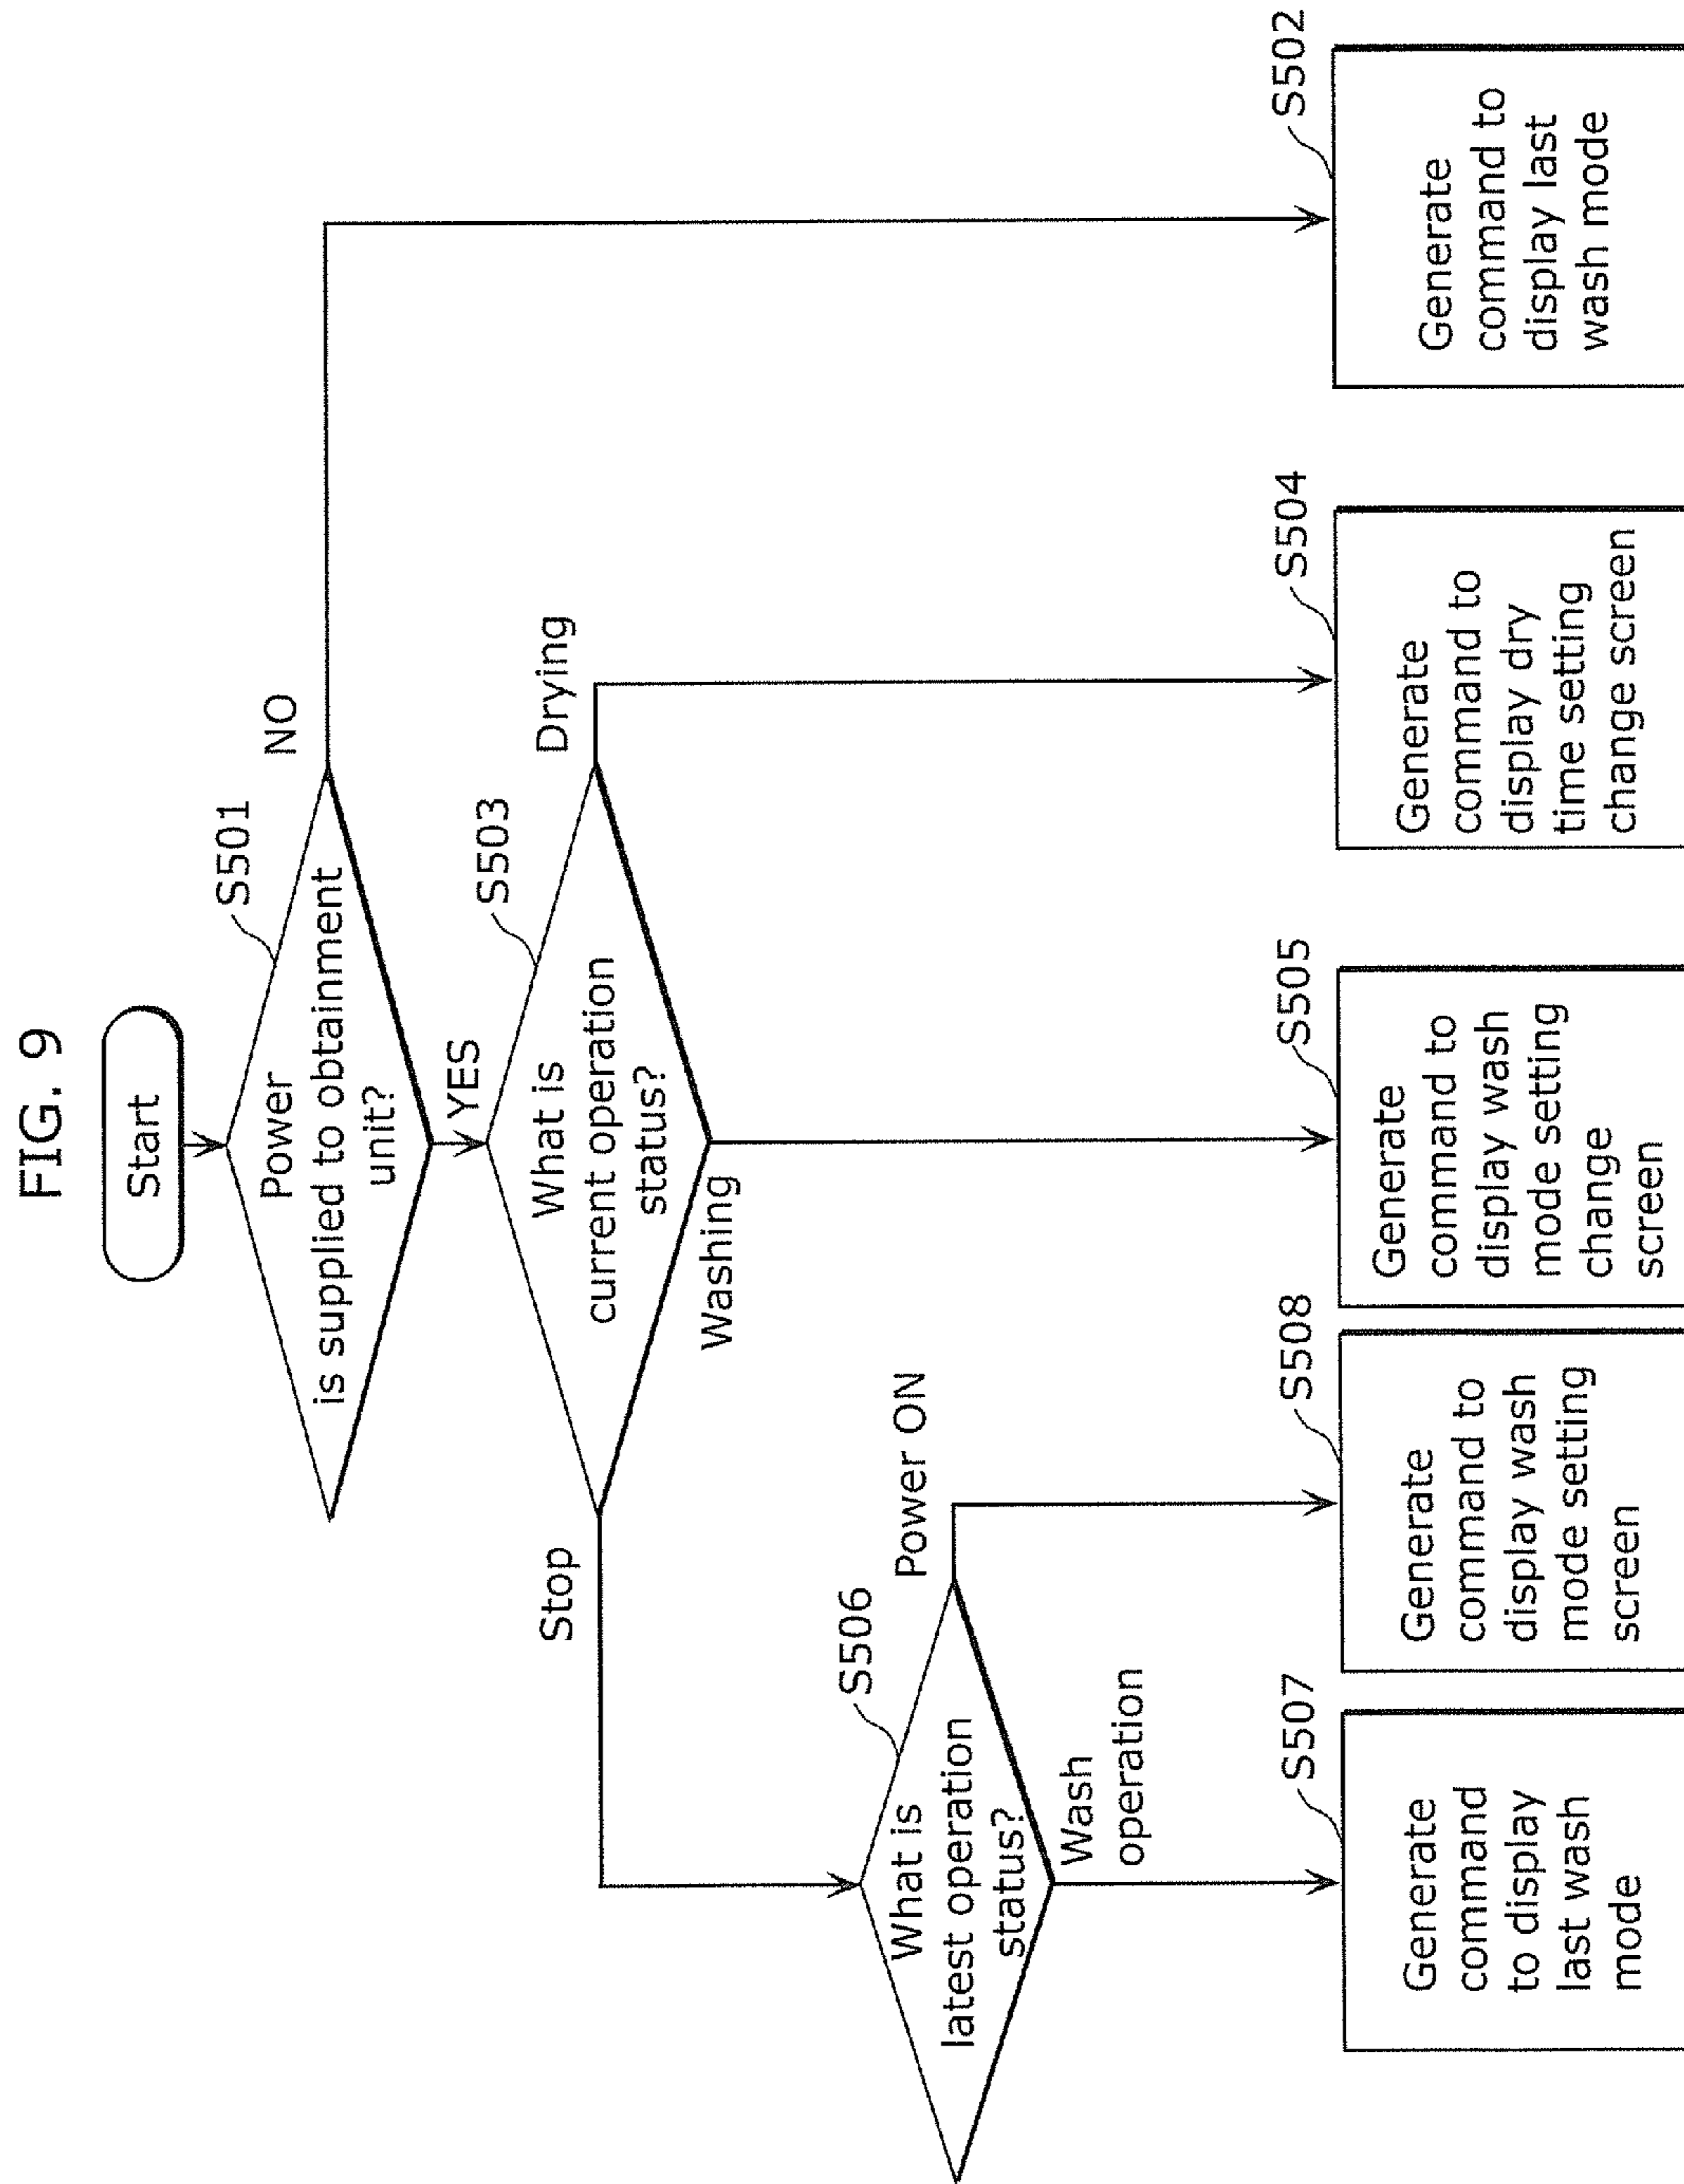 FIG. 9
Start
S501
Power
is supplied to obtainment
unit?
NO
YES
S503
What is
current operation
status?
Drying
Stop
Washing
S506
What is
latest operation
status?
Power ON
Wash
operation
S507
Generate
command
to display
last wash
mode
S508
Generate
command to
display wash
mode setting
screen
S505
Generate
command to
display wash
mode setting
change
screen
S504
Generate
command to
display dry
time setting
change screen
S502
Generate
command to
display last
wash mode